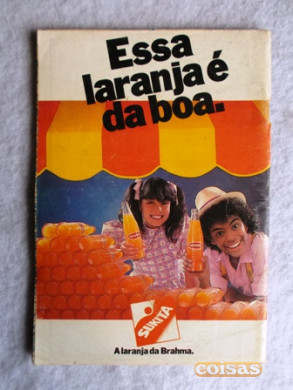 Essa
laranja é
da boa.
SUKITA
A laranja da Brahma.
coisas